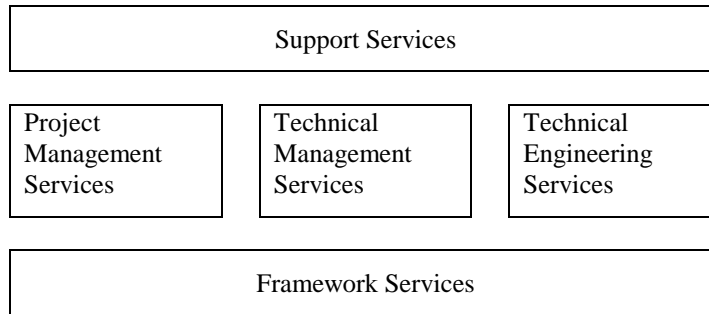 Support Services
Project
Management
Services
Technical
Management
Services
Technical
Engineering
Services
Framework Services